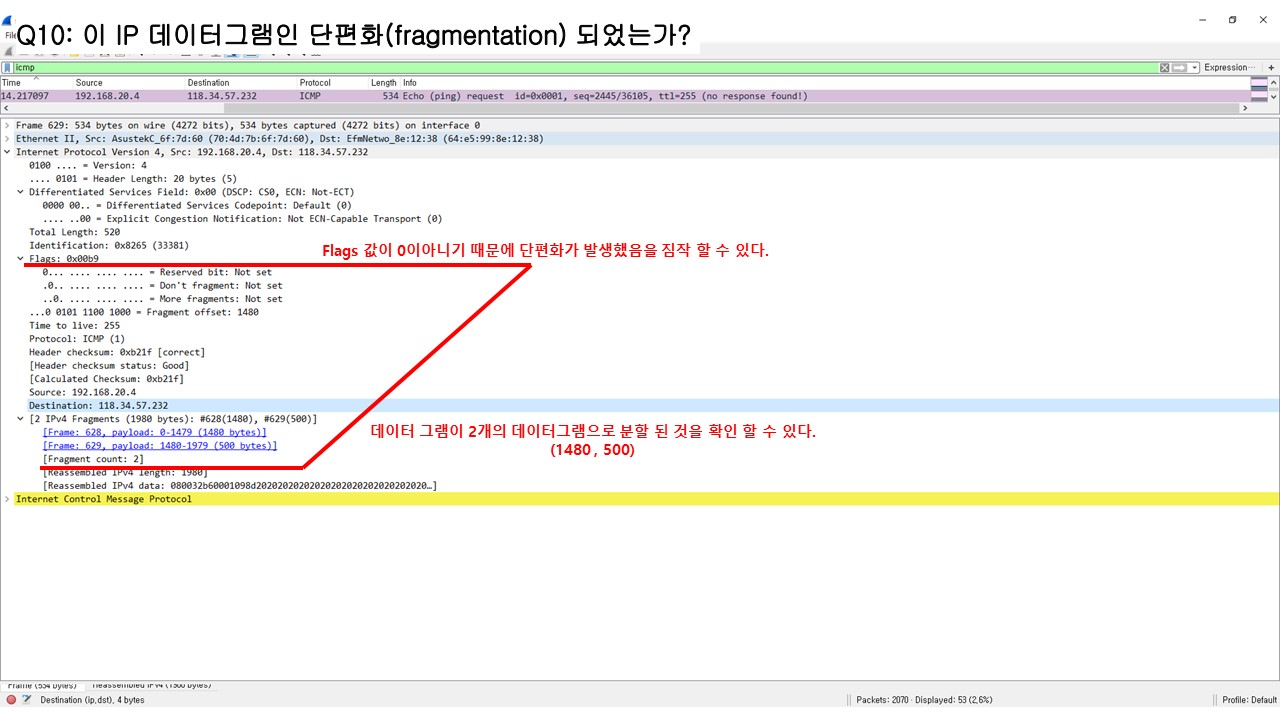 Q10: 이 IP 데이터그램인 단편화(fragmentation) 되었는가?
icmp
Expression… +
Time Source Destination Protocol Length Info
14.217097 192.168.20.4 118.34.57.232 ICMP 534 Echo (ping) request id=0x0001, seq=2445/36105, ttl=255 (no response found!)
Frame 629: 534 bytes on wire (4272 bits), 534 bytes captured (4272 bits) on interface 0
Ethernet II, Src: AsustekC_6f:7d:60 (70:4d:7b:6f:7d:60), Dst: EfmNetwo_8e:12:38 (64:e5:99:8e:12:38)
Internet Protocol Version 4, Src: 192.168.20.4, Dst: 118.34.57.232
0100 .... = Version: 4
.... 0101 = Header Length: 20 bytes (5)
Differentiated Services Field: 0x00 (DSCP: CS0, ECN: Not-ECT)
0000 00.. = Differentiated Services Codepoint: Default (0)
.... ..00 = Explicit Congestion Notification: Not ECN-Capable Transport (0)
Total Length: 520
Identification: 0x8265 (33381)
Flags 값이 0이아니기 때문에 단편화가 발생했음을 짐작 할 수 있다.
Flags: 0x00b9
0... .... .... .... = Reserved bit: Not set
.0.. .... .... .... = Don't fragment: Not set
..0. .... .... .... = More fragments: Not set
...0 0101 1100 1000 = Fragment offset: 1480
Time to live: 255
Protocol: ICMP (1)
Header checksum: 0xb21f [correct]
[Header checksum status: Good]
[Calculated Checksum: 0xb21f]
Source: 192.168.20.4
Destination: 118.34.57.232
[2 IPv4 Fragments (1980 bytes): #628(1480), #629(500)]
[Frame: 628, payload: 0-1479 (1480 bytes)]
데이터 그램이 2개의 데이터그램으로 분할 된 것을 확인 할 수 있다.
[Frame: 629, payload: 1480-1979 (500 bytes)]
(1480 , 500)
[Fragment count: 2]
[Reassembled IPv4 length: 1980]
[Reassembled IPv4 data: 080032b60001098d20202020202020202020202020202020…]
Internet Control Message Protocol
Frame (534 bytes) Reassembled IPv4 (1980 bytes)
Destination (ip.dst), 4 bytes
Packets: 2070 · Displayed: 53 (2,6%)
Profile: Default